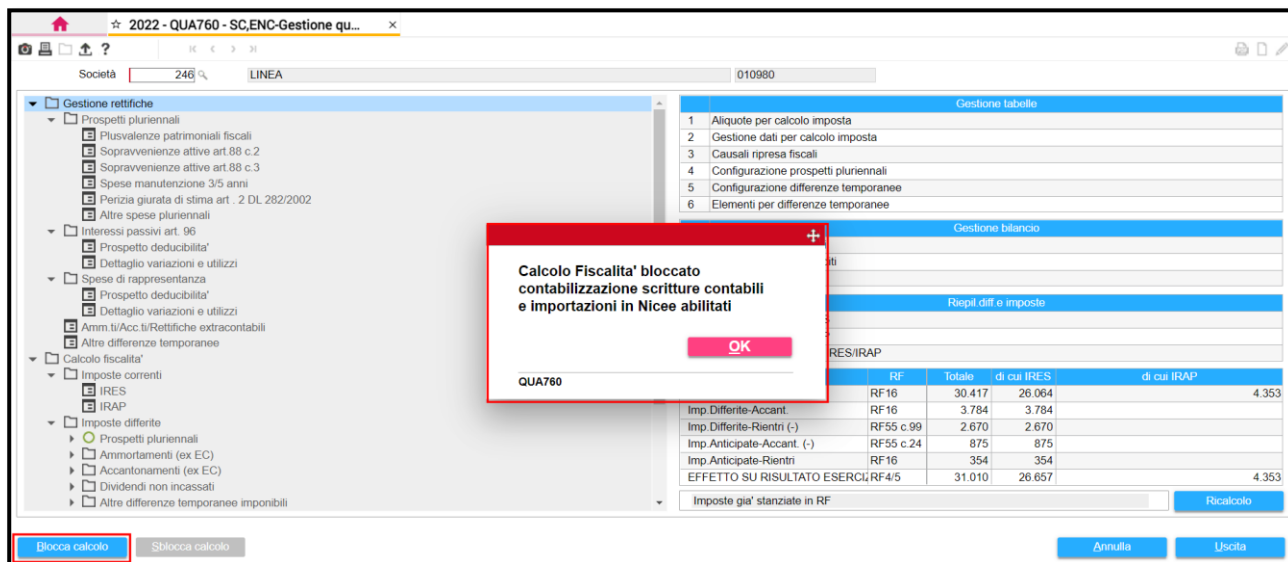 2022 - QUA760 - SC,ENC-Gestione qu... ×
?
Società 246 LINEA 010980
Gestione rettifiche
Prospetti pluriennali
Plusvalenze patrimoniali fiscali
Sopravvenienze attive art.88 c.2
Sopravvenienze attive art.88 c.3
Spese manutenzione 3/5 anni
Perizia giurata di stima art . 2 DL 282/2002
Altre spese pluriennali
Interessi passivi art. 96
Prospetto deducibilita'
Dettaglio variazioni e utilizzi
Spese di rappresentanza
Prospetto deducibilita'
Dettaglio variazioni e utilizzi
Amm.ti/Acc.ti/Rettifiche extracontabili
Altre differenze temporanee
Calcolo fiscalita'
Imposte correnti
IRES
IRAP
Imposte differite
Prospetti pluriennali
Ammortamenti (ex EC)
Accantonamenti (ex EC)
Dividendi non incassati
Altre differenze temporanee imponibili
Gestione tabelle
1 Aliquote per calcolo imposta
2 Gestione dati per calcolo imposta
3 Causali ripresa fiscali
4 Configurazione prospetti pluriennali
5 Configurazione differenze temporanee
6 Elementi per differenze temporanee
Gestione bilancio
Riepil.diff e imposte
RES/IRAP
RF Totale di cui IRES di cui IRAP
RF16 30.417 26.064 4.353
Imp.Differite-Accant. RF16 3.784 3.784
Imp.Differite-Rientri (-) RF55 c.99 2.670 2.670
Imp.Anticipate-Accant. (-) RF55 c.24 875 875
Imp.Anticipate-Rientri RF16 354 354
EFFETTO SU RISULTATO ESERCIZ RF4/5 31.010 26.657 4.353
Imposte gia' stanziate in RF Ricalcolo
Calcolo Fiscalita' bloccato
contabilizzazione scritture contabili
e importazioni in Nicee abilitati
OK
QUA760
Blocca calcolo Sblocca calcolo Annulla Uscita